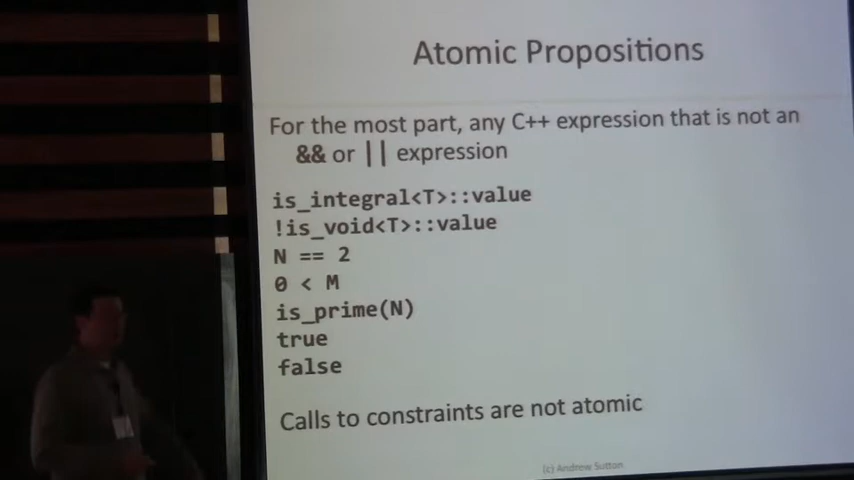 Atomic Propositions
For the most part, any C++ expression that is not an
&& or || expression
is_integral<T>::value
!is_void<T>::value
N == 2
0 < M
is_prime(N)
true
false
Calls to constraints are not atomic
(c) Andrew Sutton